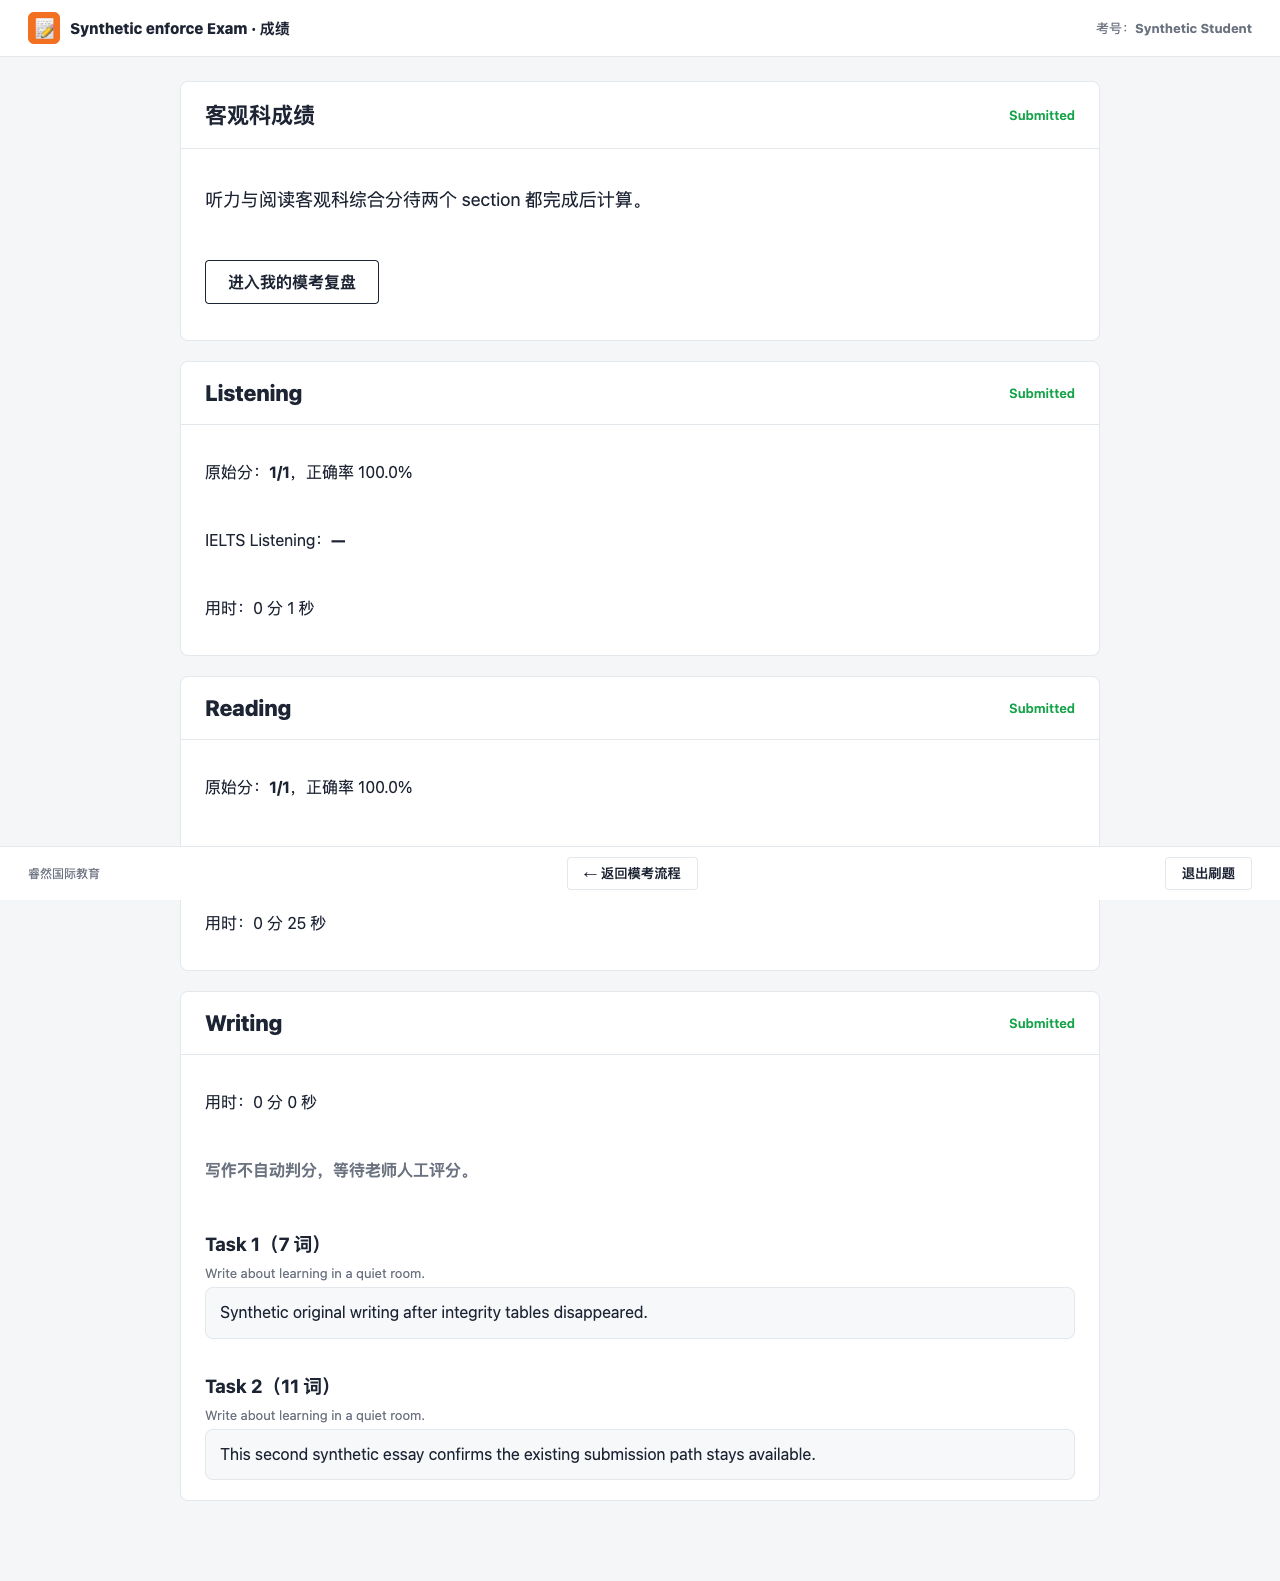 Synthetic enforce Exam · 成绩
考号：Synthetic Student
客观科成绩
Submitted
听力与阅读客观科综合分待两个 section 都完成后计算。
进入我的模考复盘
Listening
Submitted
原始分：1/1，正确率 100.0%
IELTS Listening：—
用时：0 分 1 秒
Reading
Submitted
原始分：1/1，正确率 100.0%
睿然国际教育
← 返回模考流程
退出刷题
用时：0 分 25 秒
Writing
Submitted
用时：0 分 0 秒
写作不自动判分，等待老师人工评分。
Task 1（7 词）
Write about learning in a quiet room.
Synthetic original writing after integrity tables disappeared.
Task 2（11 词）
Write about learning in a quiet room.
This second synthetic essay confirms the existing submission path stays available.